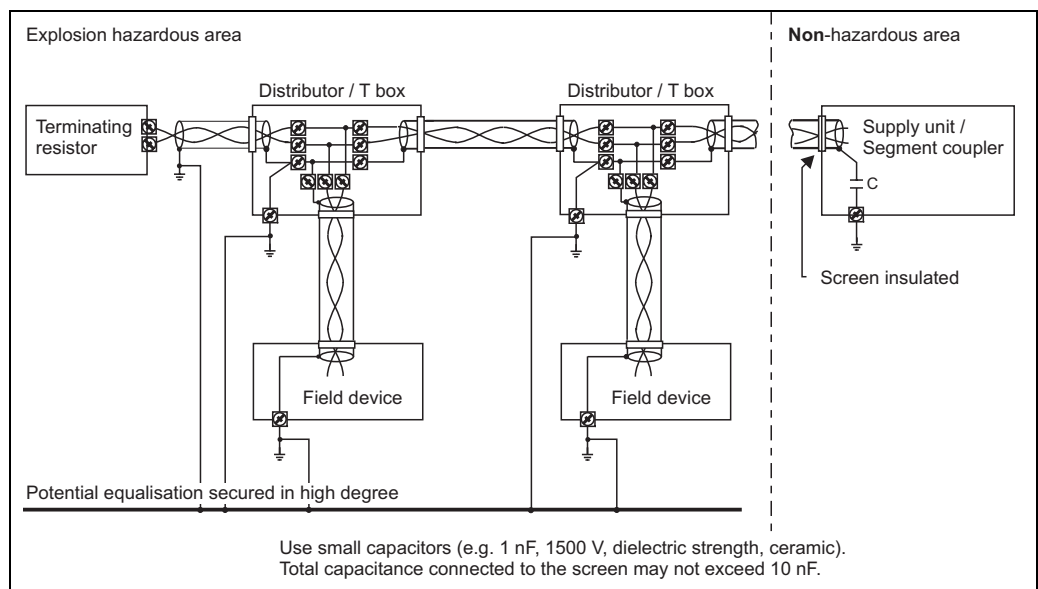 Explosion hazardous area
Non-hazardous area
Distributor / T box
Distributor / T box
Terminating
resistor
Supply unit /
Segment coupler
C
Screen insulated
Field device
Field device
Potential equalisation secured in high degree
Use small capacitors (e.g. 1 nF, 1500 V, dielectric strength, ceramic).
Total capacitance connected to the screen may not exceed 10 nF.